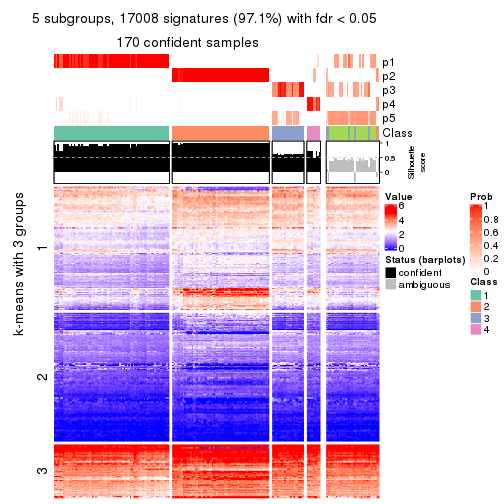 5 subgroups, 17008 signatures (97.1%) with fdr < 0.05
170 confident samples
p1
p2
p3
p4
p5
Class
1
0.5
0
Silhouette
score
k-means with 3 groups
1
2
3
Value
6
4
2
0
Status (barplots)
confident
ambiguous
Prob
1
0.8
0.6
0.4
0.2
0
Class
1
2
3
4